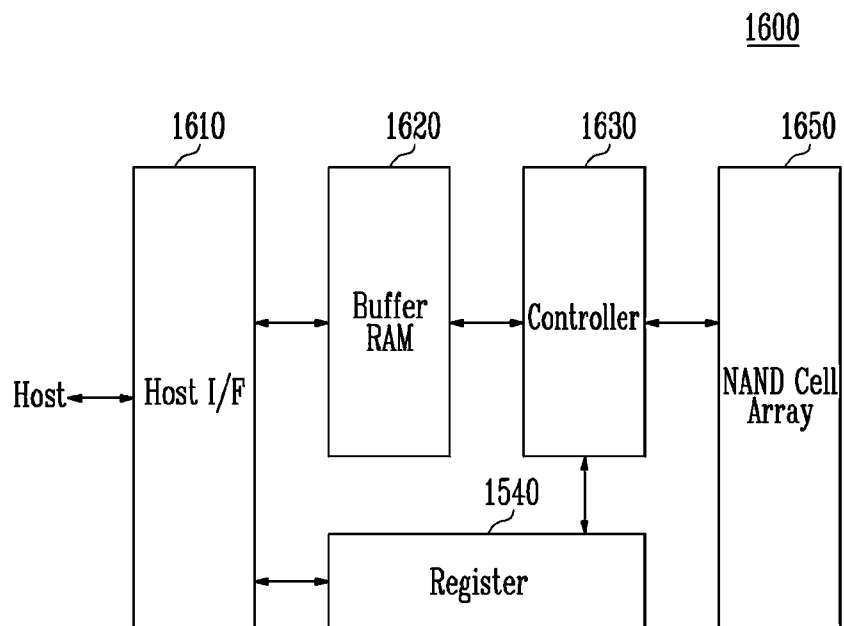 1600
1610
1620
1630
1650
Buffer
RAM
Controller
Host
Host I/F
NAND Cell
Array
1540
Register